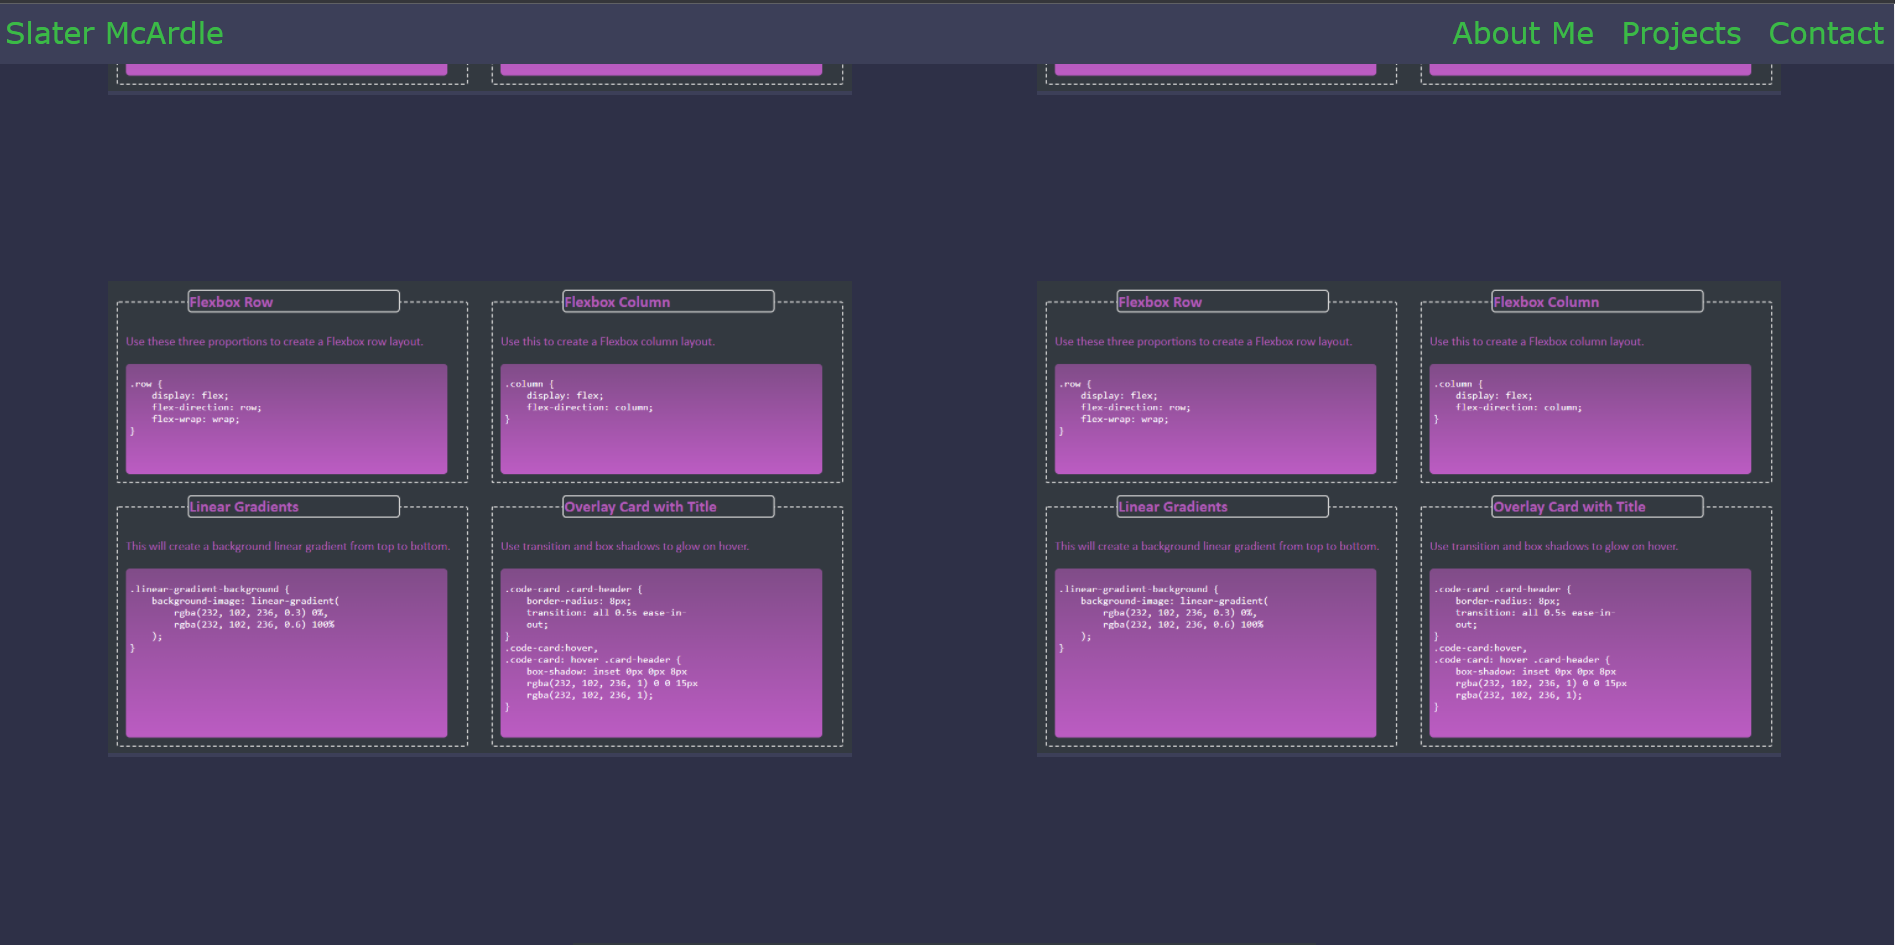 Slater McArdle
About Me Projects Contact
Flexbox Row
Use these three proportions to create a Flexbox row layout.
.row {
display: flex;
flex-direction: row;
flex-wrap: wrap;
}
Flexbox Column
Use this to create a Flexbox column layout.
.column {
display: flex;
flex-direction: column;
}
Linear Gradients
This will create a background linear gradient from top to bottom.
.linear-gradient-background {
background-image: linear-gradient(
rgba(232, 102, 236, 0.3) 0%,
rgba(232, 102, 236, 0.6) 100%
);
}
Overlay Card with Title
Use transition and box shadows to glow on hover.
.code-card .card-header {
border-radius: 8px;
transition: all 0.5s ease-in-
out;
}
.code-card:hover,
.code-card: hover .card-header {
box-shadow: inset 0px 0px 8px
rgba(232, 102, 236, 1) 0 0 15px
rgba(232, 102, 236, 1);
}
Flexbox Row
Use these three proportions to create a Flexbox row layout.
.row {
display: flex;
flex-direction: row;
flex-wrap: wrap;
}
Flexbox Column
Use this to create a Flexbox column layout.
.column {
display: flex;
flex-direction: column;
}
Linear Gradients
This will create a background linear gradient from top to bottom.
.linear-gradient-background {
background-image: linear-gradient(
rgba(232, 102, 236, 0.3) 0%,
rgba(232, 102, 236, 0.6) 100%
);
}
Overlay Card with Title
Use transition and box shadows to glow on hover.
.code-card .card-header {
border-radius: 8px;
transition: all 0.5s ease-in-
out;
}
.code-card:hover,
.code-card: hover .card-header {
box-shadow: inset 0px 0px 8px
rgba(232, 102, 236, 1) 0 0 15px
rgba(232, 102, 236, 1);
}